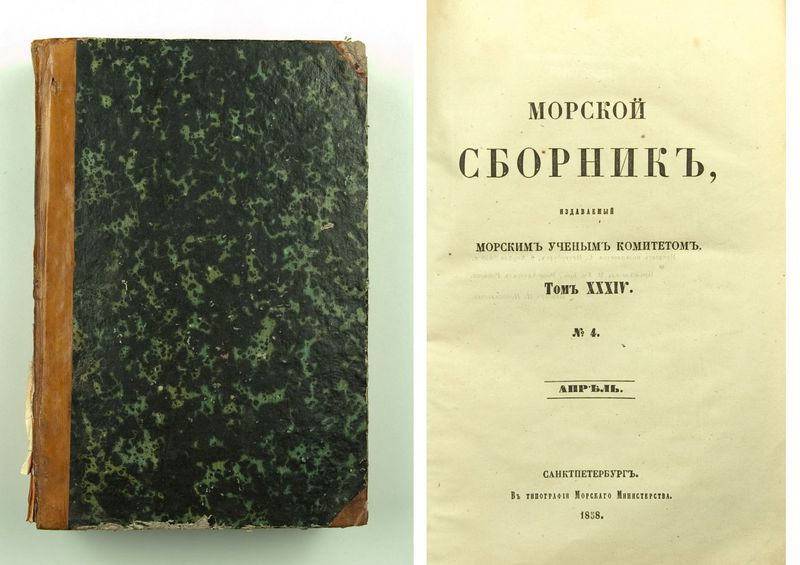 МОРСКОЙ
СБОРНИКЪ,
ИЗДАВАЕМЫЙ
МОРСКИМЪ УЧЕНЫМЪ КОМИТЕТОМЪ.
Томъ XXXIV.
№ 4.
АПРѢЛЬ.
САНКТПЕТЕРБУРГЪ.
Въ типографіи Морскаго Министерства.
1858.